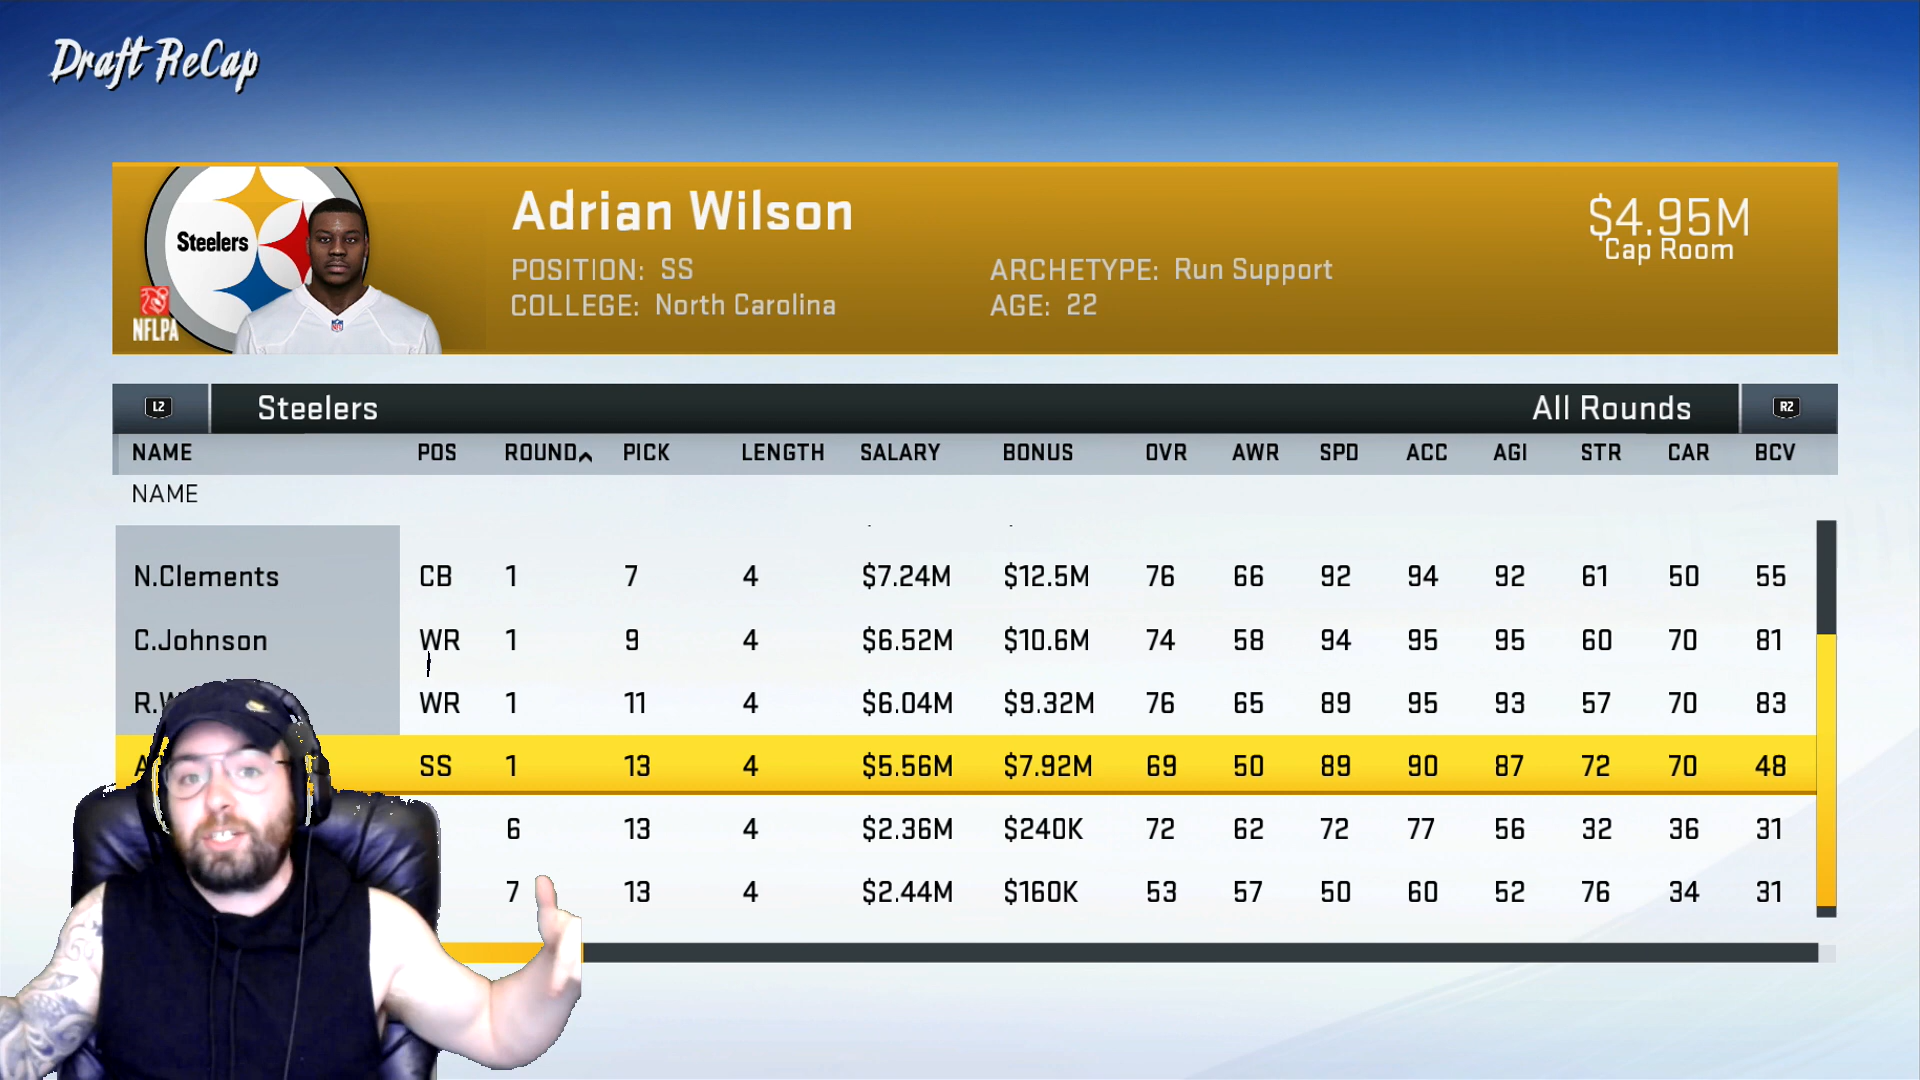 Draft ReCap
Steelers
NFLPA
Adrian Wilson
POSITION: SS
COLLEGE: North Carolina
ARCHETYPE: Run Support
AGE: 22
$4.95M
Cap Room
L2 Steelers All Rounds R2
NAME POS ROUND PICK LENGTH SALARY BONUS OVR AWR SPD ACC AGI STR CAR BCV
NAME
N.Clements CB 1 7 4 $7.24M $12.5M 76 66 92 94 92 61 50 55
C.Johnson WR 1 9 4 $6.52M $10.6M 74 58 94 95 95 60 70 81
WR 1 11 4 $6.04M $9.32M 76 65 89 95 93 57 70 83
SS 1 13 4 $5.56M $7.92M 69 50 89 90 87 72 70 48
6 13 4 $2.36M $240K 72 62 72 77 56 32 36 31
7 13 4 $2.44M $160K 53 57 50 60 52 76 34 31